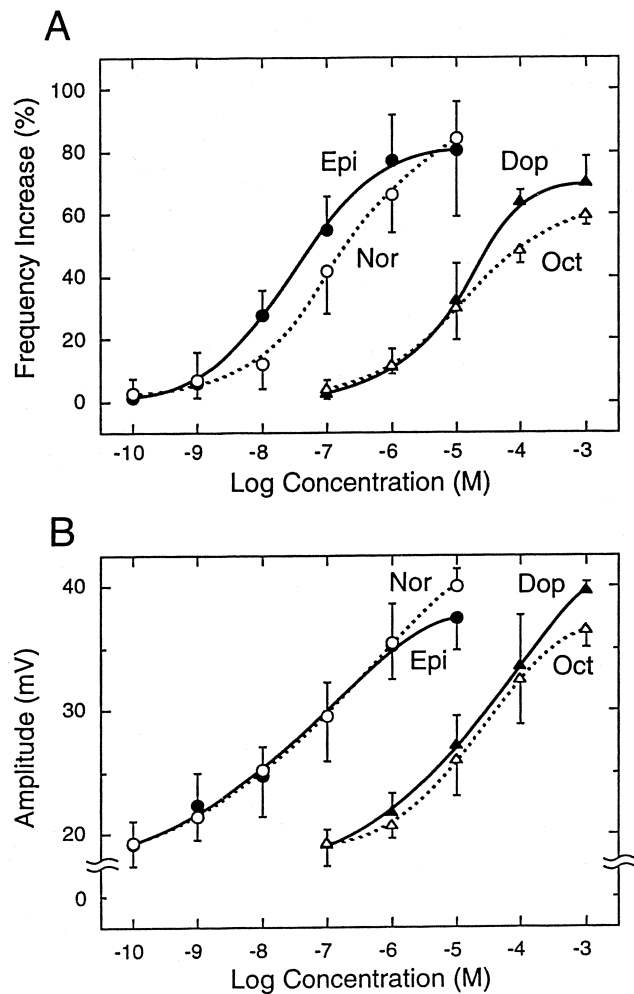 A
Frequency Increase (%)
100
80
60
40
20
0
Epi
Nor
Dop
Oct
-10 -9 -8 -7 -6 -5 -4 -3
Log Concentration (M)
B
Amplitude (mV)
40
30
20
0
Nor
Epi
Dop
Oct
-10 -9 -8 -7 -6 -5 -4 -3
Log Concentration (M)